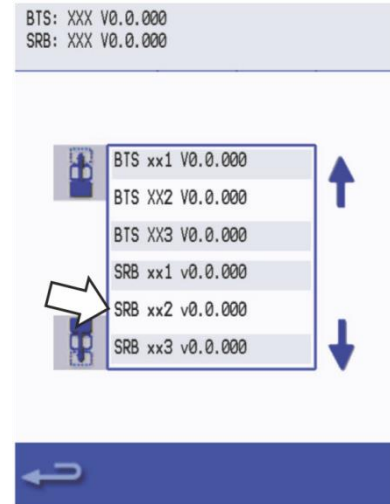 BTS: XXX V0.0.000
SRB: XXX V0.0.000
BTS xx1 V0.0.000
BTS XX2 V0.0.000
BTS XX3 V0.0.000
SRB xx1 v0.0.000
SRB xx2 v0.0.000
SRB xx3 v0.0.000